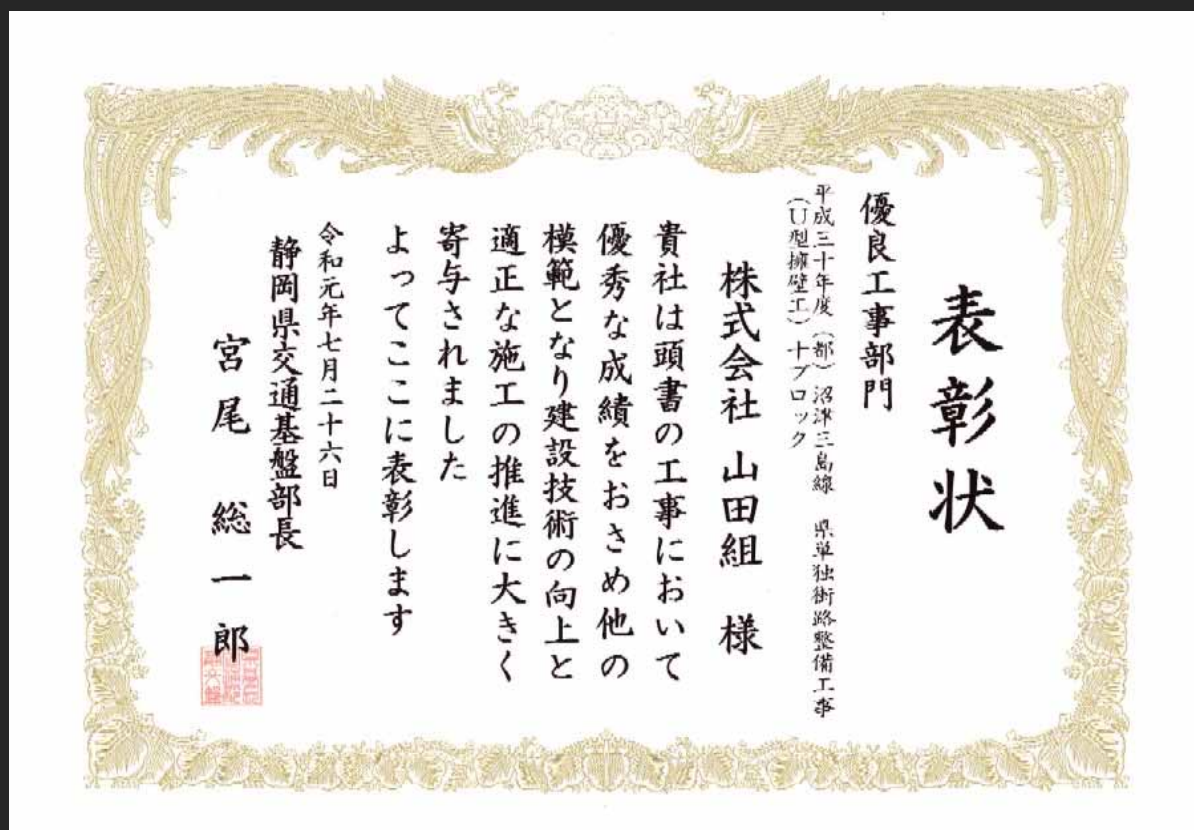 表彰状
優良工事部門
平成三十年度（都）沼津三島線 県単独街路整備工事
（U型擁壁工）十ブロック
株式会社 山田組 様
貴社は頭書の工事において
優秀な成績をおさめ他の
模範となり建設技術の向上と
適正な施工の推進に大きく
寄与されました
よってここに表彰します
令和元年七月二十六日
静岡県交通基盤部長
宮尾 総一郎